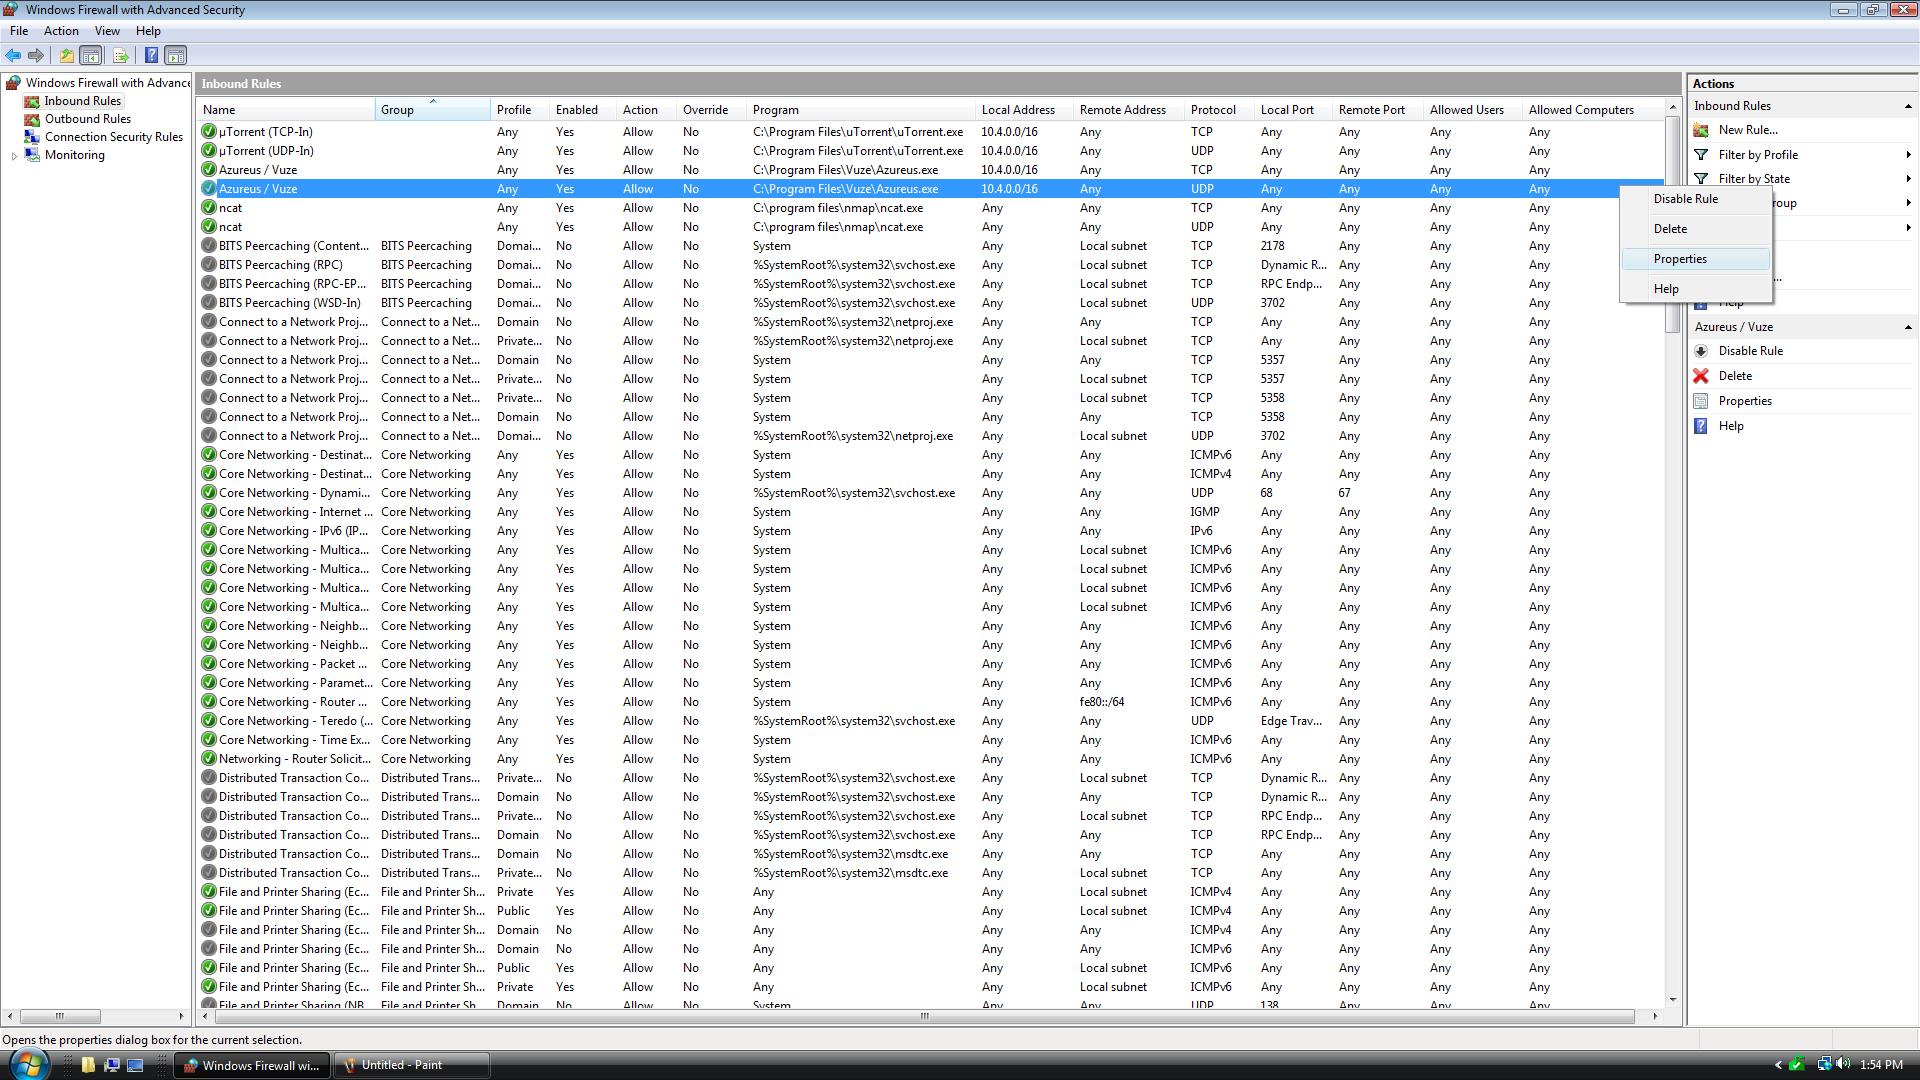 Windows Firewall with Advanced Security
File Action View Help
Windows Firewall with Advance
Inbound Rules
Outbound Rules
Connection Security Rules
Monitoring
Inbound Rules
Name Group Profile Enabled Action Override Program Local Address Remote Address Protocol Local Port Remote Port Allowed Users Allowed Computers
µTorrent (TCP-In) Any Yes Allow No C:\Program Files\uTorrent\uTorrent.exe 10.4.0.0/16 Any TCP Any Any Any Any
µTorrent (UDP-In) Any Yes Allow No C:\Program Files\uTorrent\uTorrent.exe 10.4.0.0/16 Any UDP Any Any Any Any
Azureus / Vuze Any Yes Allow No C:\Program Files\Vuze\Azureus.exe 10.4.0.0/16 Any TCP Any Any Any Any
Azureus / Vuze Any Yes Allow No C:\Program Files\Vuze\Azureus.exe 10.4.0.0/16 Any UDP Any Any Any Any
ncat Any Yes Allow No C:\program files\nmap\ncat.exe Any Any TCP Any Any Any Any
ncat Any Yes Allow No C:\program files\nmap\ncat.exe Any Any UDP Any Any Any Any
BITS Peercaching (Content... BITS Peercaching Domai... No Allow No System Any Local subnet TCP 2178 Any Any Any
BITS Peercaching (RPC) BITS Peercaching Domai... No Allow No %SystemRoot%\system32\svchost.exe Any Local subnet TCP Dynamic R... Any Any Any
BITS Peercaching (RPC-EP... BITS Peercaching Domai... No Allow No %SystemRoot%\system32\svchost.exe Any Local subnet TCP RPC Endp... Any Any Any
BITS Peercaching (WSD-In) BITS Peercaching Domai... No Allow No %SystemRoot%\system32\svchost.exe Any Local subnet UDP 3702 Any Any Any
Connect to a Network Proj... Connect to a Net... Domain No Allow No %SystemRoot%\system32\netproj.exe Any Any TCP Any Any Any Any
Connect to a Network Proj... Connect to a Net... Private... No Allow No %SystemRoot%\system32\netproj.exe Any Local subnet TCP Any Any Any Any
Connect to a Network Proj... Connect to a Net... Domain No Allow No System Any Any TCP 5357 Any Any Any
Connect to a Network Proj... Connect to a Net... Private... No Allow No System Any Local subnet TCP 5357 Any Any Any
Connect to a Network Proj... Connect to a Net... Private... No Allow No System Any Local subnet TCP 5358 Any Any Any
Connect to a Network Proj... Connect to a Net... Domain No Allow No System Any Any TCP 5358 Any Any Any
Connect to a Network Proj... Connect to a Net... Domai... No Allow No %SystemRoot%\system32\netproj.exe Any Local subnet UDP 3702 Any Any Any
Core Networking - Destinat... Core Networking Any Yes Allow No System Any Any ICMPv6 Any Any Any Any
Core Networking - Destinat... Core Networking Any Yes Allow No System Any Any ICMPv4 Any Any Any Any
Core Networking - Dynami... Core Networking Any Yes Allow No %SystemRoot%\system32\svchost.exe Any Any UDP 68 67 Any Any
Core Networking - Internet ... Core Networking Any Yes Allow No System Any Any IGMP Any Any Any Any
Core Networking - IPv6 (IP... Core Networking Any Yes Allow No System Any Any IPv6 Any Any Any Any
Core Networking - Multica... Core Networking Any Yes Allow No System Any Local subnet ICMPv6 Any Any Any Any
Core Networking - Multica... Core Networking Any Yes Allow No System Any Local subnet ICMPv6 Any Any Any Any
Core Networking - Multica... Core Networking Any Yes Allow No System Any Local subnet ICMPv6 Any Any Any Any
Core Networking - Multica... Core Networking Any Yes Allow No System Any Local subnet ICMPv6 Any Any Any Any
Core Networking - Neighb... Core Networking Any Yes Allow No System Any Any ICMPv6 Any Any Any Any
Core Networking - Neighb... Core Networking Any Yes Allow No System Any Any ICMPv6 Any Any Any Any
Core Networking - Packet ... Core Networking Any Yes Allow No System Any Any ICMPv6 Any Any Any Any
Core Networking - Paramet... Core Networking Any Yes Allow No System Any Any ICMPv6 Any Any Any Any
Core Networking - Router ... Core Networking Any Yes Allow No System Any fe80::/64 ICMPv6 Any Any Any Any
Core Networking - Teredo (... Core Networking Any Yes Allow No %SystemRoot%\system32\svchost.exe Any Any UDP Edge Trav... Any Any Any
Core Networking - Time Ex... Core Networking Any Yes Allow No System Any Any ICMPv6 Any Any Any Any
Networking - Router Solicit... Core Networking Any Yes Allow No System Any Any ICMPv6 Any Any Any Any
Distributed Transaction Co... Distributed Trans... Private... No Allow No %SystemRoot%\system32\svchost.exe Any Local subnet TCP Dynamic R... Any Any Any
Distributed Transaction Co... Distributed Trans... Domain No Allow No %SystemRoot%\system32\svchost.exe Any Any TCP Dynamic R... Any Any Any
Distributed Transaction Co... Distributed Trans... Private... No Allow No %SystemRoot%\system32\svchost.exe Any Local subnet TCP RPC Endp... Any Any Any
Distributed Transaction Co... Distributed Trans... Domain No Allow No %SystemRoot%\system32\svchost.exe Any Any TCP RPC Endp... Any Any Any
Distributed Transaction Co... Distributed Trans... Domain No Allow No %SystemRoot%\system32\msdtc.exe Any Any TCP Any Any Any Any
Distributed Transaction Co... Distributed Trans... Private... No Allow No %SystemRoot%\system32\msdtc.exe Any Local subnet TCP Any Any Any Any
File and Printer Sharing (Ec... File and Printer Sh... Private Yes Allow No Any Any Local subnet ICMPv4 Any Any Any Any
File and Printer Sharing (Ec... File and Printer Sh... Public Yes Allow No Any Any Local subnet ICMPv4 Any Any Any Any
File and Printer Sharing (Ec... File and Printer Sh... Domain No Allow No Any Any Any ICMPv4 Any Any Any Any
File and Printer Sharing (Ec... File and Printer Sh... Domain No Allow No Any Any Any ICMPv6 Any Any Any Any
File and Printer Sharing (Ec... File and Printer Sh... Public Yes Allow No Any Any Local subnet ICMPv6 Any Any Any Any
File and Printer Sharing (Ec... File and Printer Sh... Private Yes Allow No Any Any Local subnet ICMPv6 Any Any Any Any
File and Printer Sharing (NB... File and Printer Sh... Domain No Allow No System Any Any UDP 138 Any Any Any
Disable Rule
Delete
Properties
Help
Actions
Inbound Rules
New Rule...
Filter by Profile
Filter by State
roup
...
Help
Azureus / Vuze
Disable Rule
Delete
Properties
Help
Opens the properties dialog box for the current selection.
Windows Firewall wi... Untitled - Paint 1:54 PM